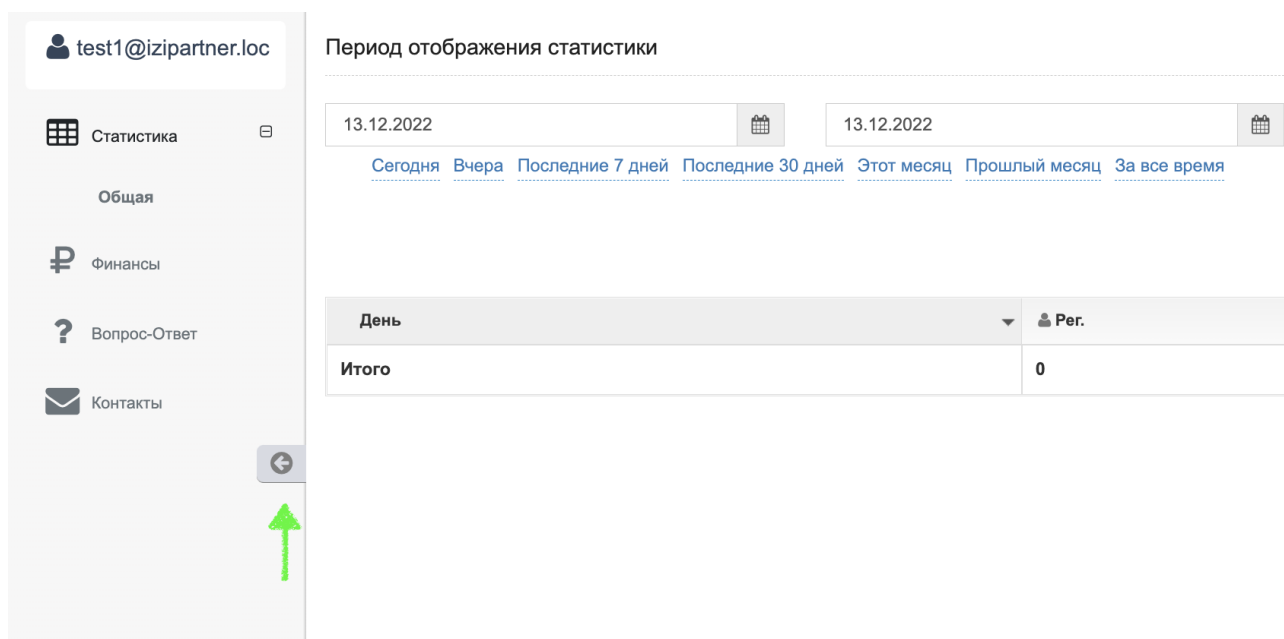 test1@izipartner.loc
Статистика
Общая
Финансы
Вопрос-Ответ
Контакты
Период отображения статистики
13.12.2022 13.12.2022
Сегодня Вчера Последние 7 дней Последние 30 дней Этот месяц Прошлый месяц За все время
День Рег.
Итого 0